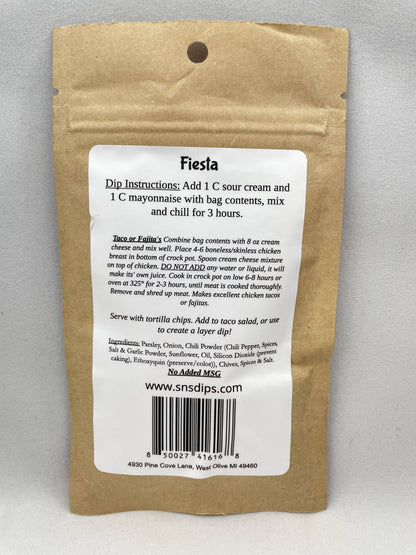 Fiesta
Dip Instructions: Add 1 C sour cream and
1 C mayonnaise with bag contents, mix
and chill for 3 hours.
Taco or Fajita's Combine bag contents with 8 oz cream
cheese and mix well. Place 4-6 boneless/skinless chicken
breast in bottom of crock pot. Spoon cream cheese mixture
on top of chicken. DO NOT ADD any water or liquid, it will
make its' own juice. Cook in crock pot on low 6-8 hours or
oven at 325° for 2-3 hours, until meat is cooked thoroughly.
Remove and shred up meat. Makes excellent chicken tacos
or fajitas.
Serve with tortilla chips. Add to taco salad, or use
to create a layer dip!
Ingredients: Parsley, Onion, Chili Powder (Chili Pepper, Spices,
Salt & Garlic Powder, Sunflower, Oil, Silicon Dioxide (prevent
caking), Ethoxyquin (preserve/color)), Chives, Spices & Salt.
No Added MSG
www.snsdips.com
8 50027 41616 8
4930 Pine Cove Lane, West Olive MI 49460